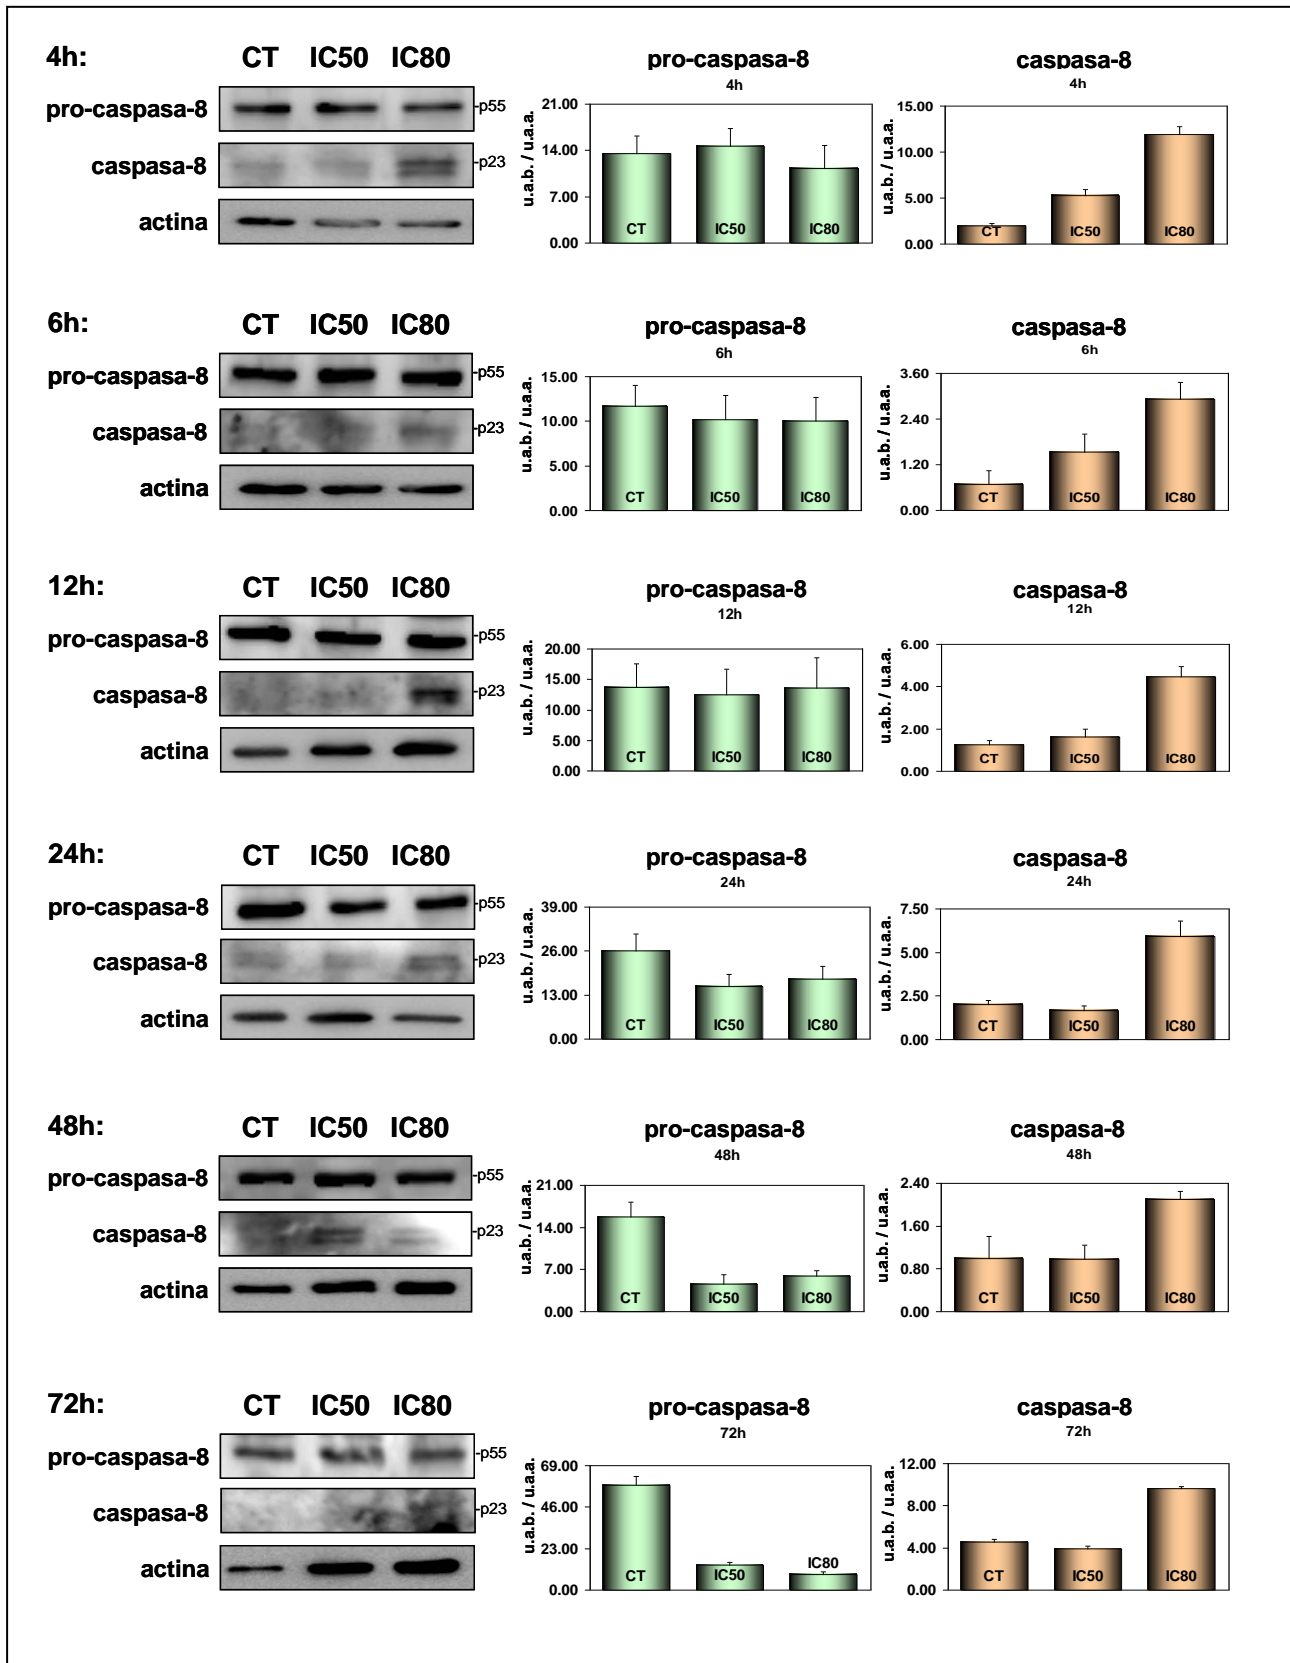 4h: CT IC50 IC80
pro-caspasa-8 -p55
caspasa-8 -p23
actina
pro-caspasa-8
4h
u.a.b. / u.a.a.
21.00
14.00
7.00
0.00
CT IC50 IC80
caspasa-8
4h
u.a.b. / u.a.a.
15.00
10.00
5.00
0.00
CT IC50 IC80
6h: CT IC50 IC80
pro-caspasa-8 -p55
caspasa-8 -p23
actina
pro-caspasa-8
6h
u.a.b. / u.a.a.
15.00
10.00
5.00
0.00
CT IC50 IC80
caspasa-8
6h
u.a.b. / u.a.a.
3.60
2.40
1.20
0.00
CT IC50 IC80
12h: CT IC50 IC80
pro-caspasa-8 -p55
caspasa-8 -p23
actina
pro-caspasa-8
12h
u.a.b. / u.a.a.
20.00
15.00
10.00
5.00
0.00
CT IC50 IC80
caspasa-8
12h
u.a.b. / u.a.a.
6.00
4.00
2.00
0.00
CT IC50 IC80
24h: CT IC50 IC80
pro-caspasa-8 -p55
caspasa-8 -p23
actina
pro-caspasa-8
24h
u.a.b. / u.a.a.
39.00
26.00
13.00
0.00
CT IC50 IC80
caspasa-8
24h
u.a.b. / u.a.a.
7.50
5.00
2.50
0.00
CT IC50 IC80
48h: CT IC50 IC80
pro-caspasa-8 -p55
caspasa-8 -p23
actina
pro-caspasa-8
48h
u.a.b. / u.a.a.
21.00
14.00
7.00
0.00
CT IC50 IC80
caspasa-8
48h
u.a.b. / u.a.a.
2.40
1.60
0.80
0.00
CT IC50 IC80
72h: CT IC50 IC80
pro-caspasa-8 -p55
caspasa-8 -p23
actina
pro-caspasa-8
72h
u.a.b. / u.a.a.
69.00
46.00
23.00
0.00
CT IC50 IC80
caspasa-8
72h
u.a.b. / u.a.a.
12.00
8.00
4.00
0.00
CT IC50 IC80